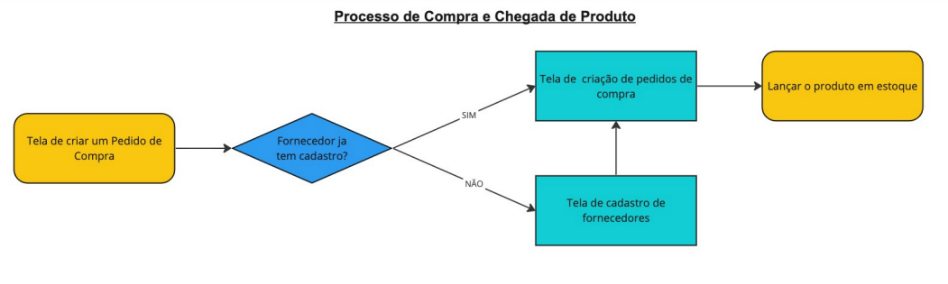 Processo de Compra e Chegada de Produto
Tela de criar um Pedido de
Compra
Fornecedor ja
tem cadastro?
SIM
NÃO
Tela de criação de pedidos de
compra
Tela de cadastro de
fornecedores
Lançar o produto em estoque